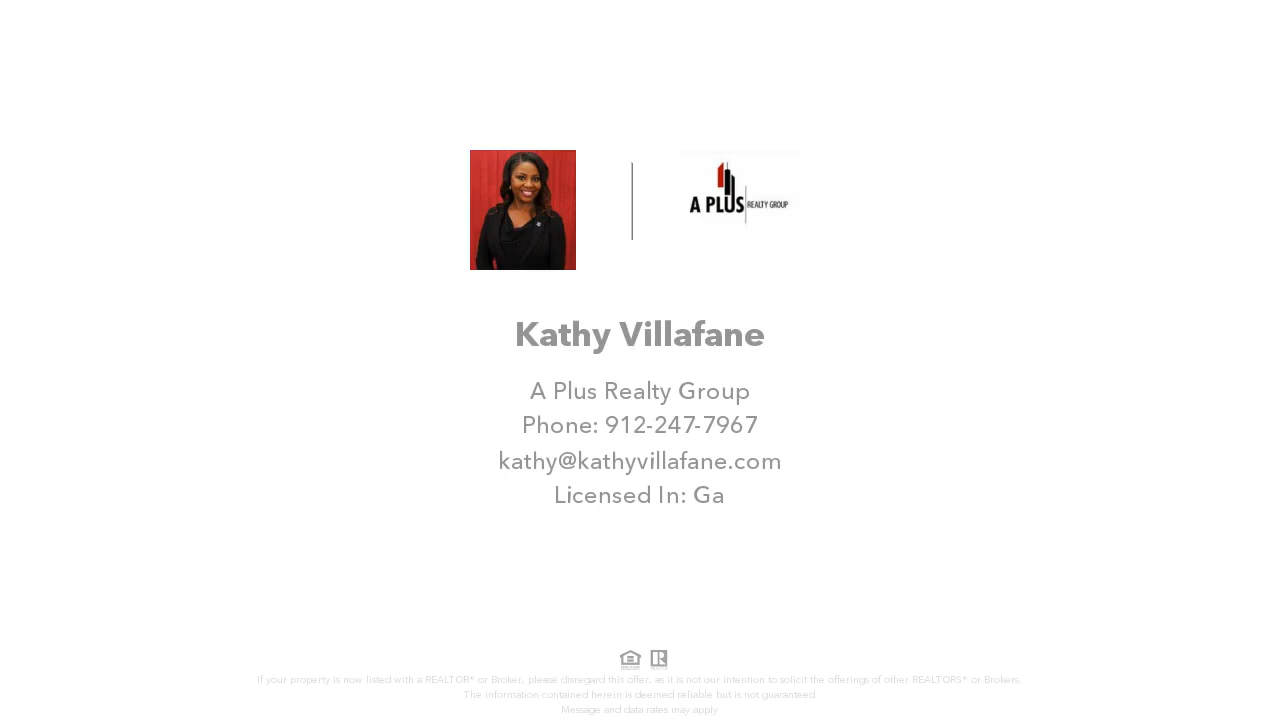 A PLUS REALTY GROUP
Kathy Villafane
A Plus Realty Group
Phone: 912-247-7967
kathy@kathyvillafane.com
Licensed In: Ga
If your property is now listed with a REALTOR® or Broker, please disregard this offer, as it is not our intention to solicit the offerings of other REALTORS® or Brokers.
The information contained herein is deemed reliable but is not guaranteed
Message and data rates may apply